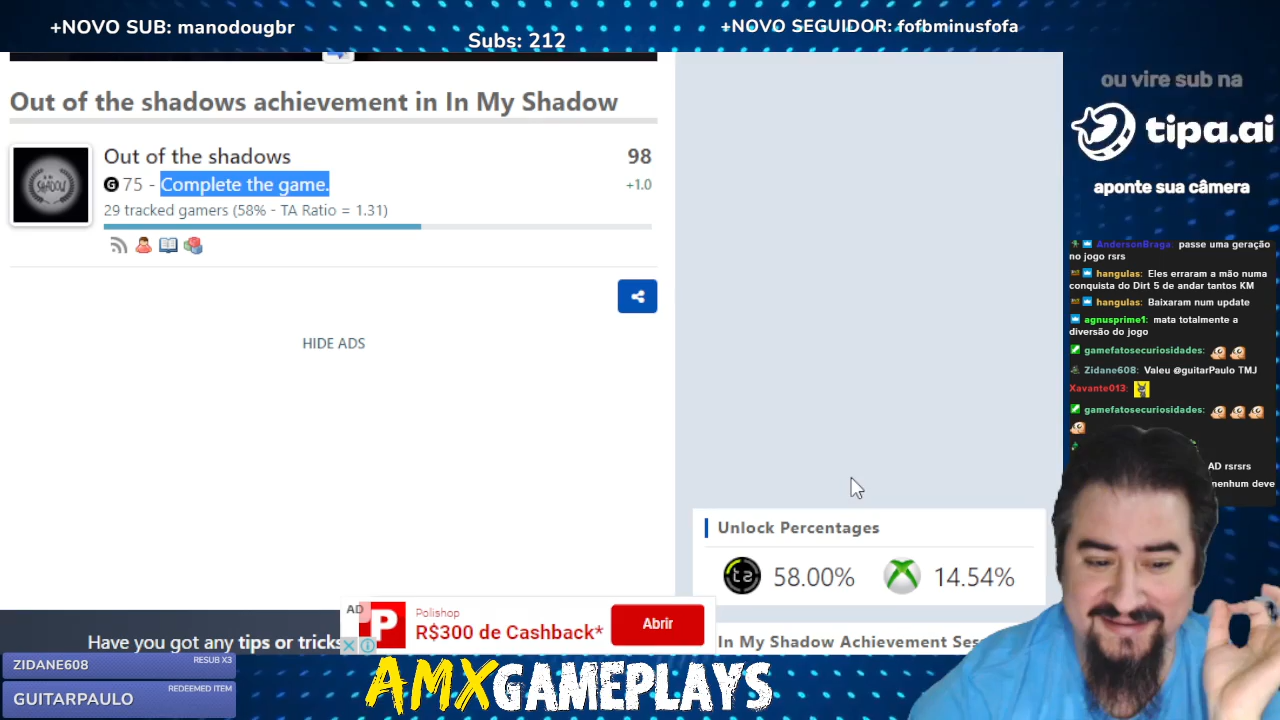 +NOVO SUB: manodougbr
Subs: 212
+NOVO SEGUIDOR: fofbminusfofa
Out of the shadows achievement in In My Shadow
SHADOW
Out of the shadows
98
G 75 - Complete the game.
+1.0
29 tracked gamers (58% - TA Ratio = 1.31)
HIDE ADS
Unlock Percentages
ta 58.00% 14.54%
In My Shadow Achievement Ses
Have you got any tips or tricks
AD
Polishop
R$300 de Cashback*
Abrir
ZIDANE608
RESUB X3
GUITARPAULO
REDEEMED ITEM
AMXGAMEPLAYS
ou vire sub na
tipa.ai
aponte sua câmera
AndersonBraga: passe uma geração
no jogo rsrs
hangulas: Eles erraram a mão numa
conquista do Dirt 5 de andar tantos KM
hangulas: Baixaram num update
agnusprime1: mata totalmente a
diversão do jogo
gamefatosecuriosidades:
Zidane608: Valeu @guitarPaulo TMJ
Xavante013:
gamefatosecuriosidades:
AD rsrsrs
nenhum deve